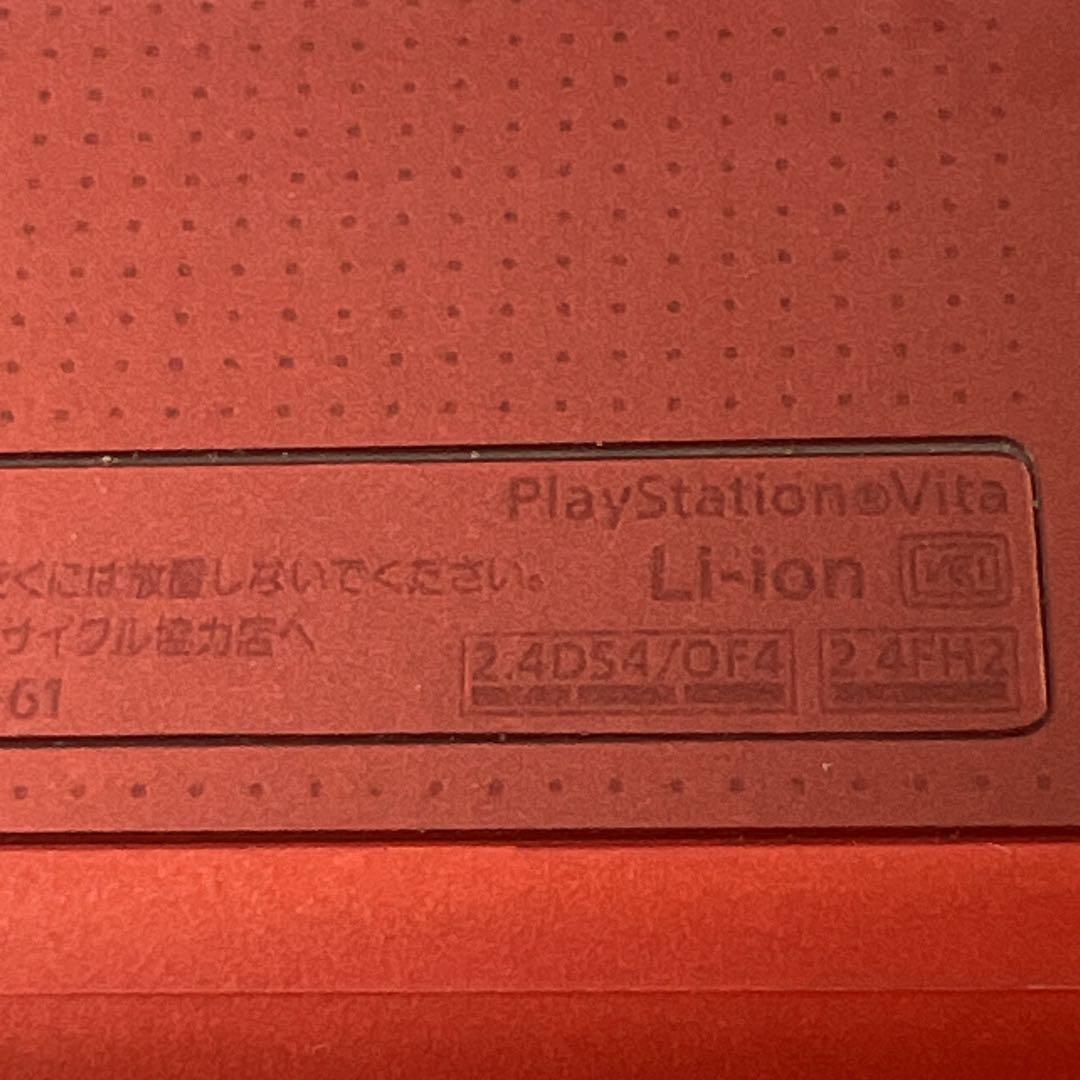 PlayStation®Vita
くには放置しないでください。
Li-ion
VCCI
サイクル協力店へ
2.4DS4/OF4
2.4FH2
61